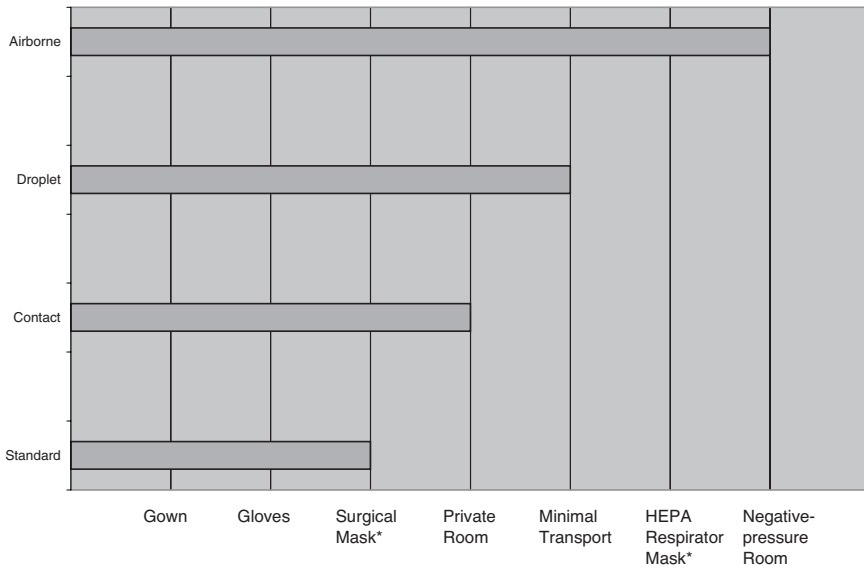 Airborne
Droplet
Contact
Standard
Gown Gloves Surgical Private Minimal HEPA Negative-
Mask* Room Transport Respirator pressure
Mask* Room